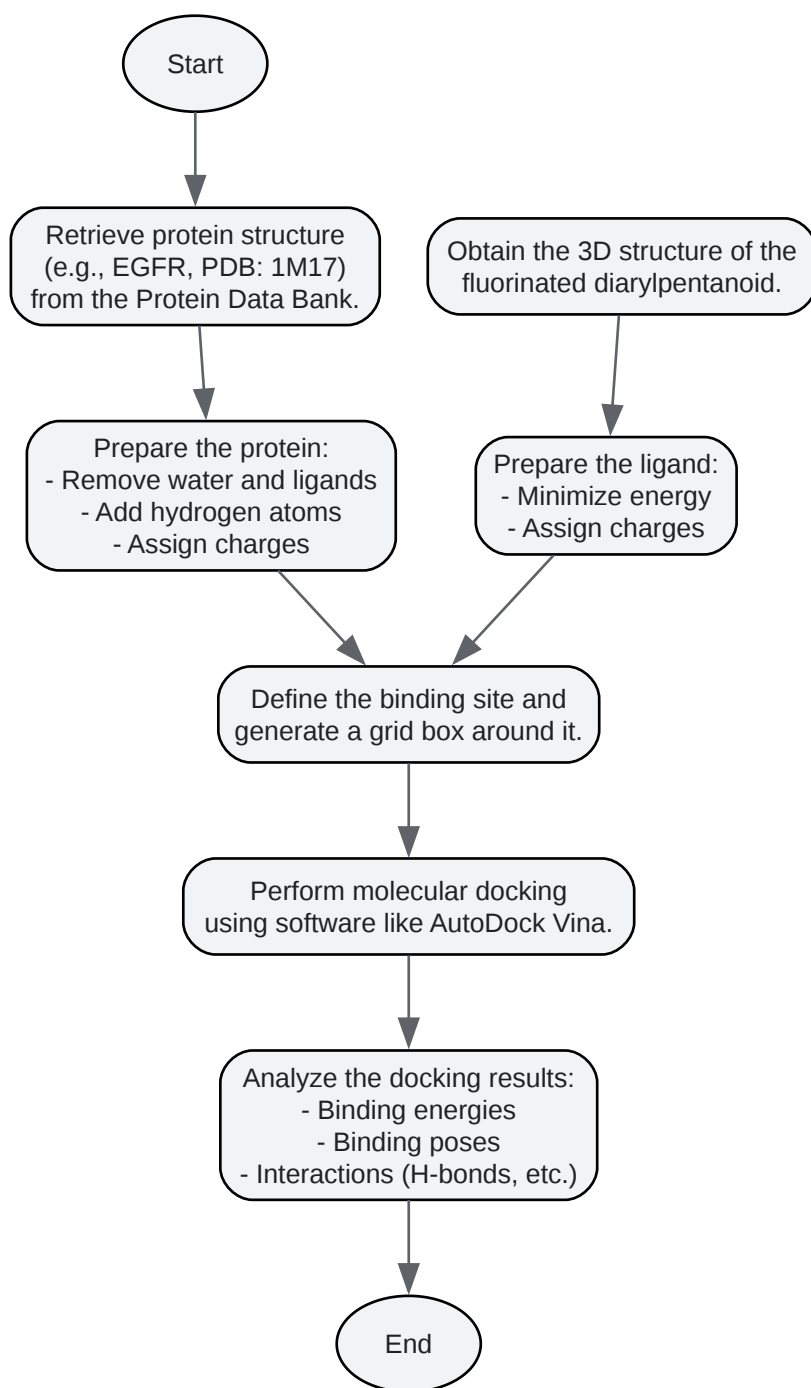 Start
Retrieve protein structure
(e.g., EGFR, PDB: 1M17)
from the Protein Data Bank.
Obtain the 3D structure of the
fluorinated diarylpentanoid.
Prepare the protein:
- Remove water and ligands
- Add hydrogen atoms
- Assign charges
Prepare the ligand:
- Minimize energy
- Assign charges
Define the binding site and
generate a grid box around it.
Perform molecular docking
using software like AutoDock Vina.
Analyze the docking results:
- Binding energies
- Binding poses
- Interactions (H-bonds, etc.)
End